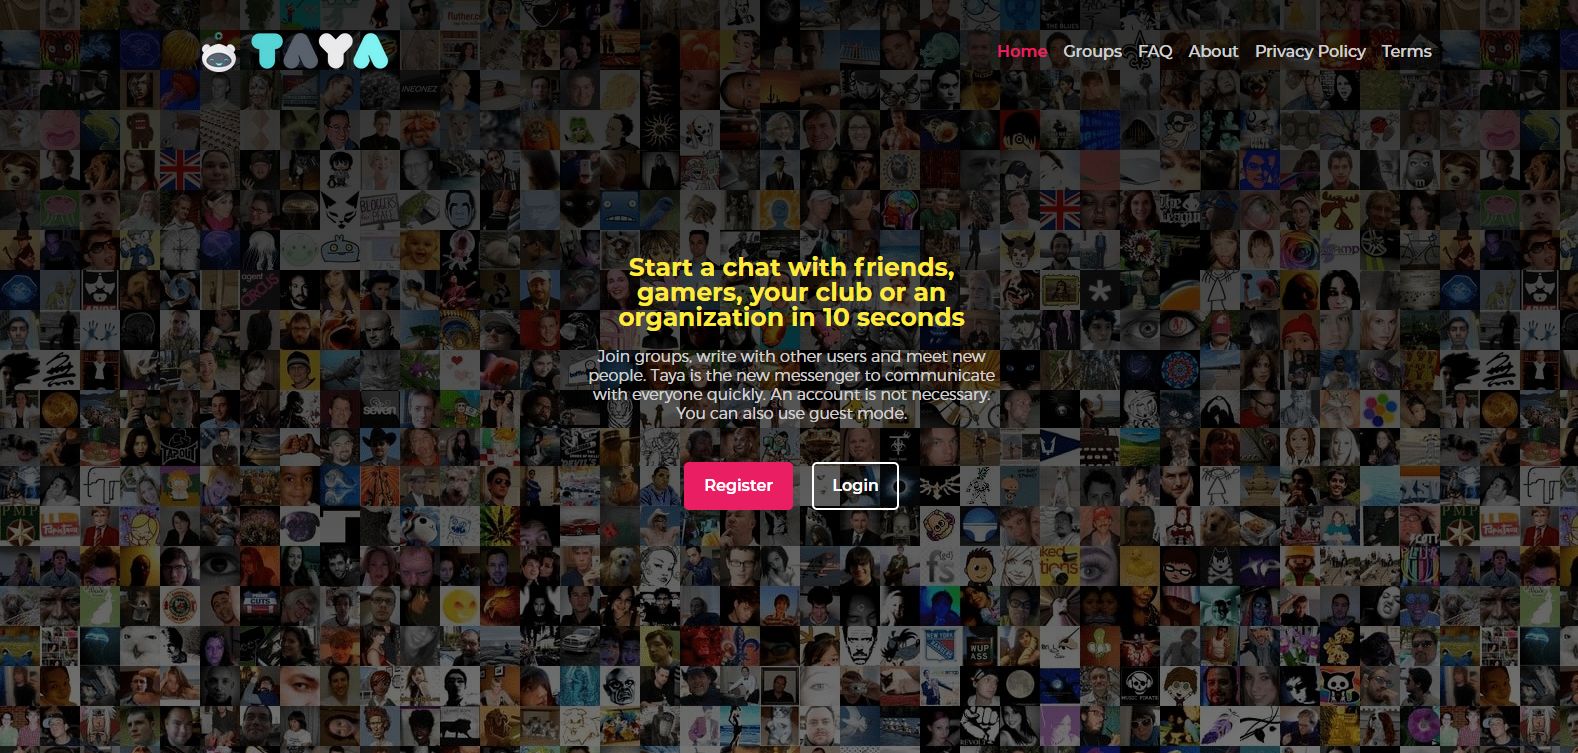 TAYA
Home Groups FAQ About Privacy Policy Terms
Start a chat with friends,
gamers, your club or an
organization in 10 seconds
Join groups, write with other users and meet new
people. Taya is the new messenger to communicate
with everyone quickly. An account is not necessary.
You can also use guest mode.
Register Login